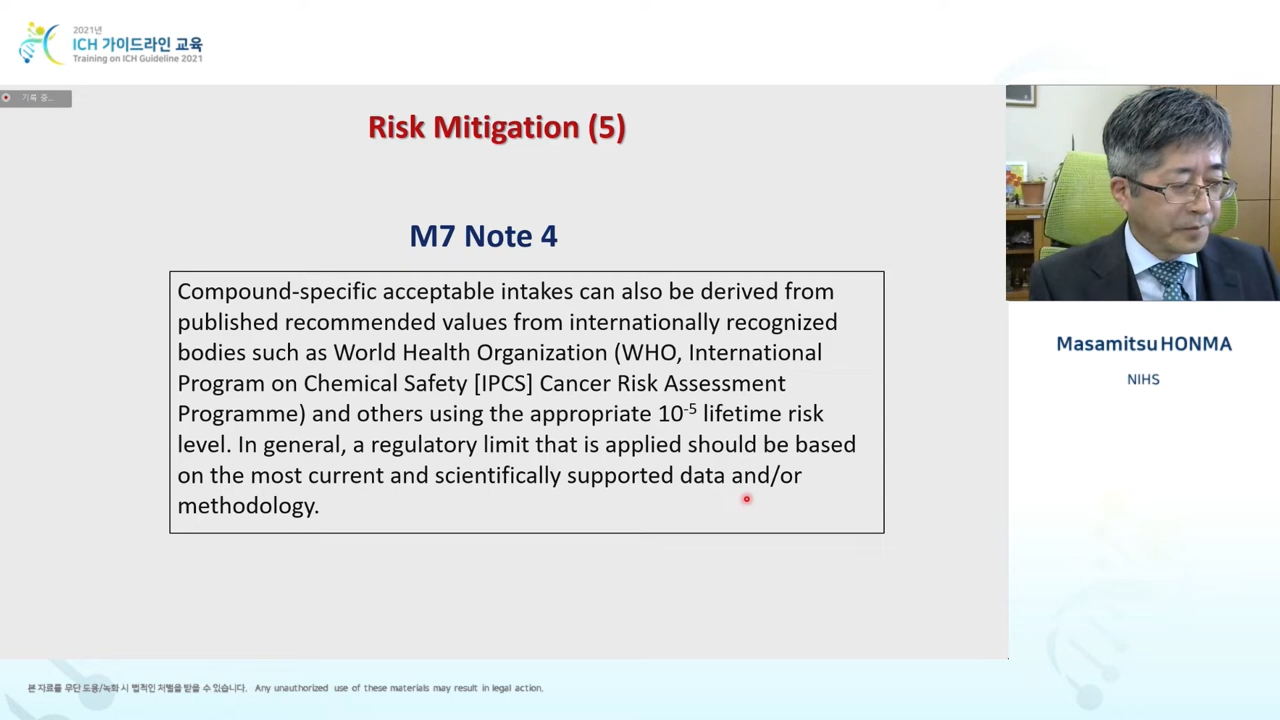 2021년
ICH 가이드라인 교육
Training on ICH Guideline 2021
기록 중...
Risk Mitigation (5)
M7 Note 4
Compound-specific acceptable intakes can also be derived from
published recommended values from internationally recognized
bodies such as World Health Organization (WHO, International
Program on Chemical Safety [IPCS] Cancer Risk Assessment
Programme) and others using the appropriate 10⁻⁵ lifetime risk
level. In general, a regulatory limit that is applied should be based
on the most current and scientifically supported data and/or
methodology.
Masamitsu HONMA
NIHS
본 자료를 무단 도용/녹화 시 법적인 처벌을 받을 수 있습니다. Any unauthorized use of these materials may result in legal action.